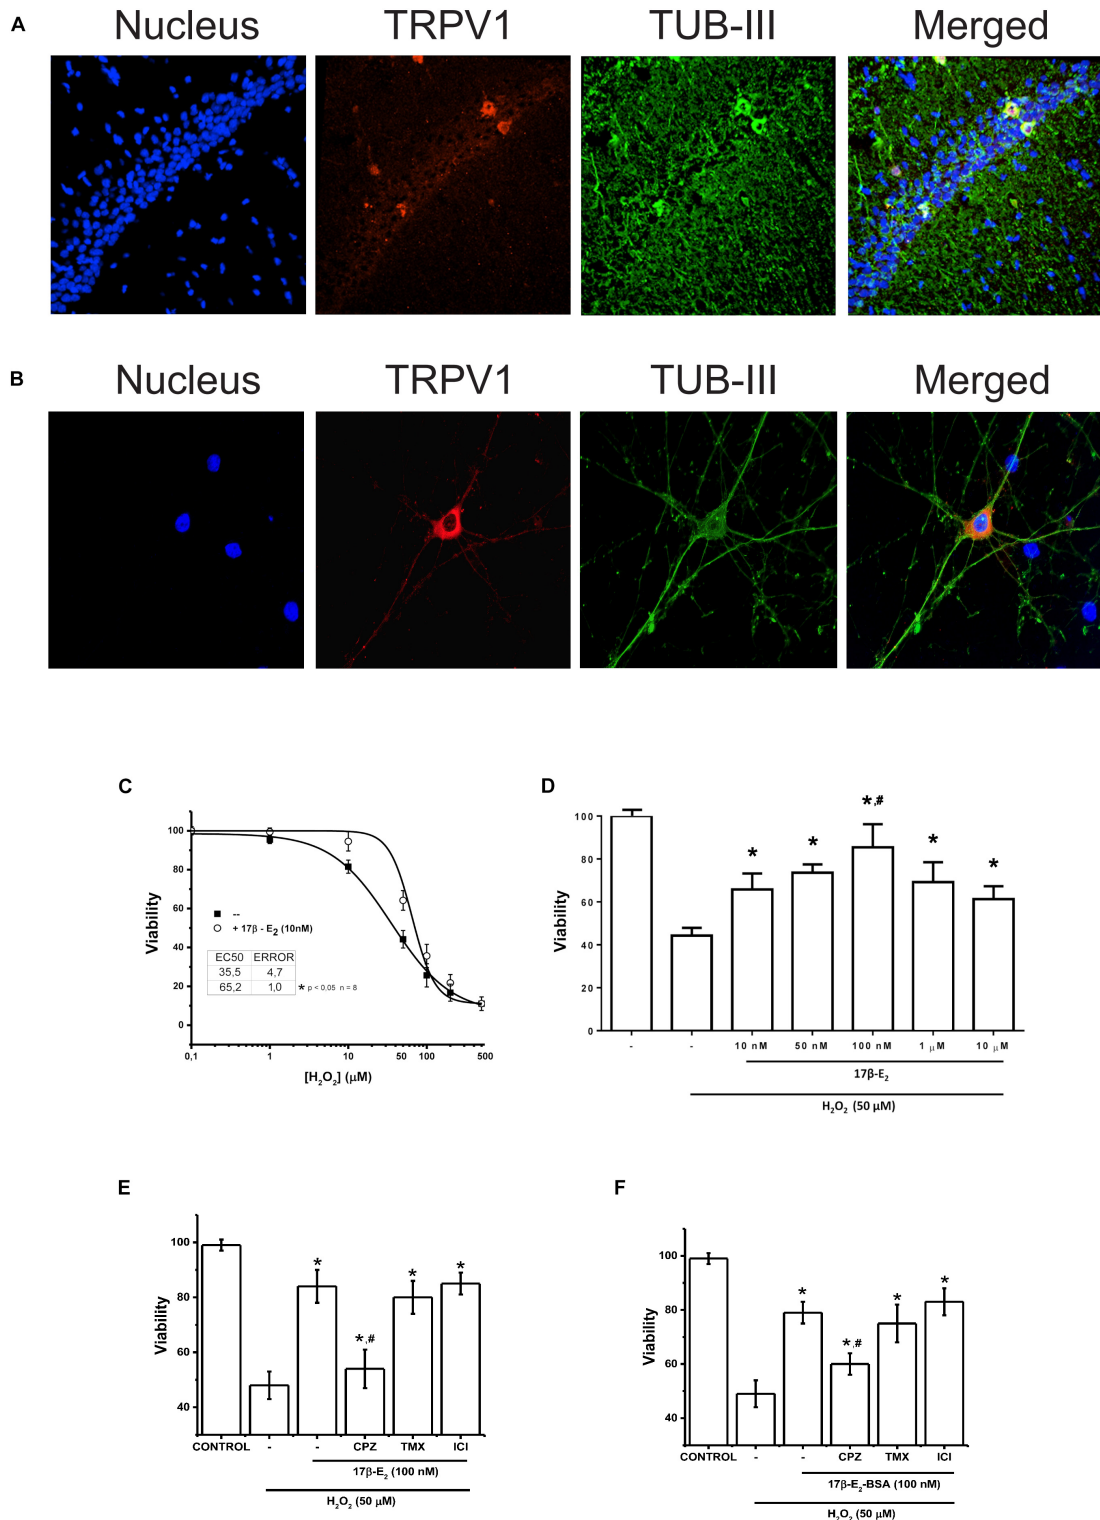 A
Nucleus TRPV1 TUB-III Merged
B
Nucleus TRPV1 TUB-III Merged
C
Viability
100
80
60
40
20
0
--
+ 17β - E2 (10nM)
EC50 ERROR
35,5 4,7
65,2 1,0
* p < 0,05 n = 8
0,1 1 10 50 100 500
[H2O2] (μM)
D
Viability
100
80
60
40
20
0
* * *,# * *
- - 10 nM 50 nM 100 nM 1 μM 10 μM
17β-E2
H2O2 (50 μM)
E
Viability
100
80
60
40
* *,# * *
CONTROL - - CPZ TMX ICI
17β-E2 (100 nM)
H2O2 (50 μM)
F
Viability
100
80
60
40
* *,# * *
CONTROL - - CPZ TMX ICI
17β-E2-BSA (100 nM)
H2O2 (50 μM)